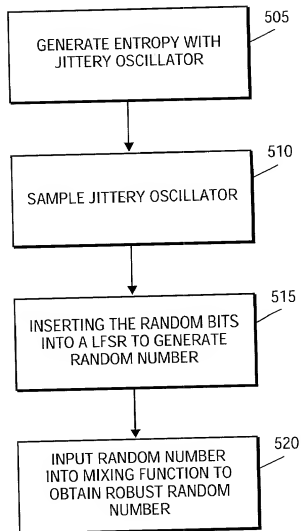 505
GENERATE ENTROPY WITH
JITTERY OSCILLATOR
510
SAMPLE JITTERY OSCILLATOR
515
INSERTING THE RANDOM BITS
INTO A LFSR TO GENERATE
RANDOM NUMBER
520
INPUT RANDOM NUMBER
INTO MIXING FUNCTION TO
OBTAIN ROBUST RANDOM
NUMBER